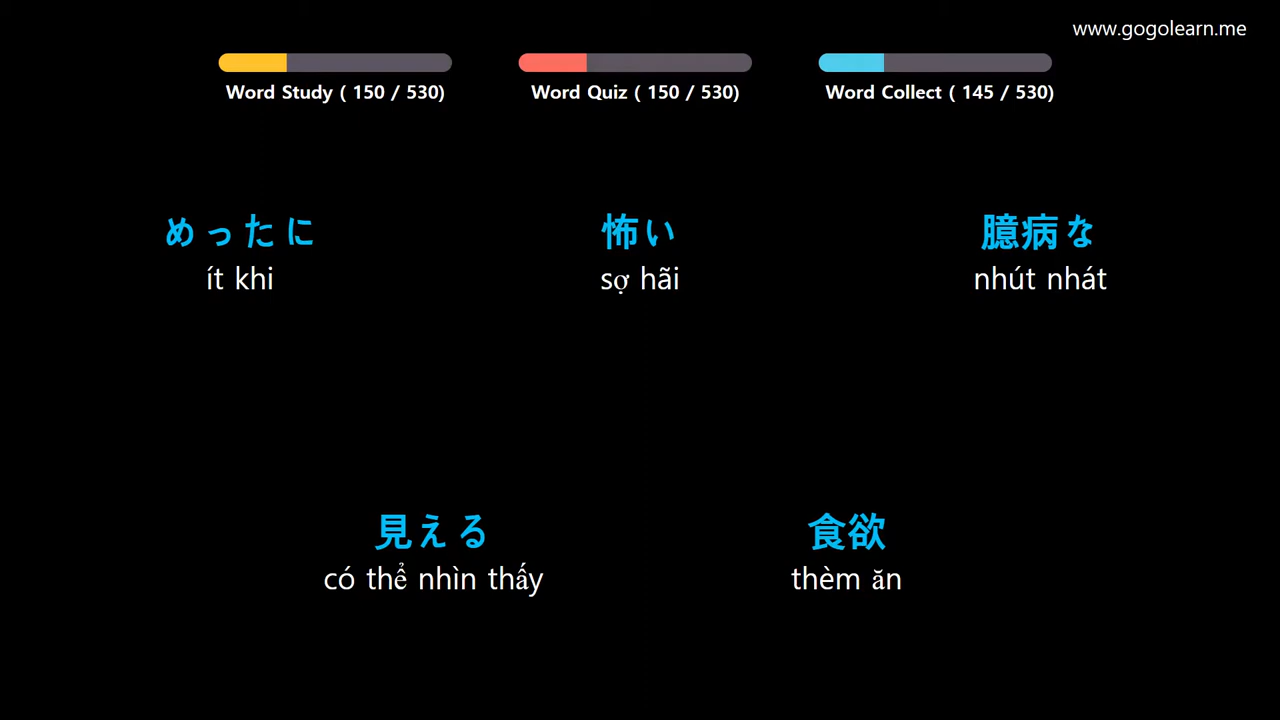 www.gogolearn.me
Word Study ( 150 / 530)
Word Quiz ( 150 / 530)
Word Collect ( 145 / 530)
めったに
ít khi
怖い
sợ hãi
臆病な
nhút nhát
見える
có thể nhìn thấy
食欲
thèm ăn